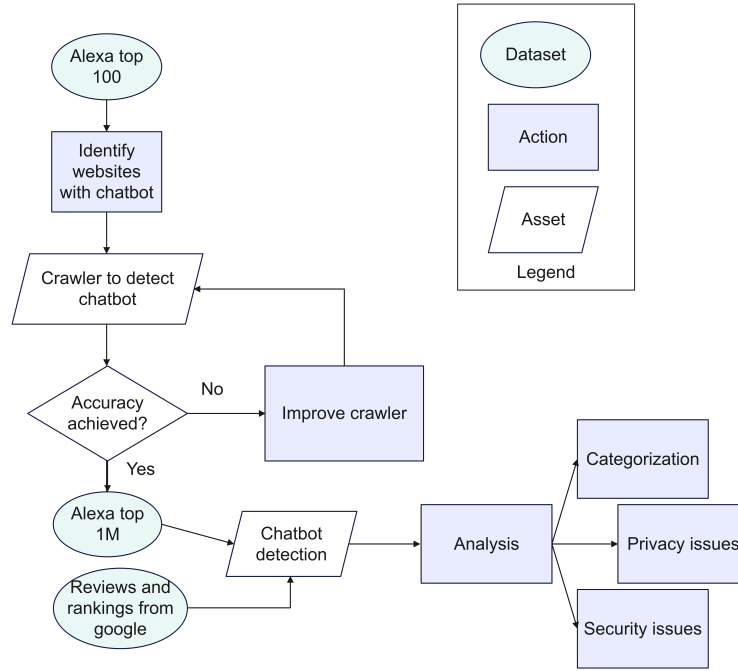 Alexa top
100
Identify
websites
with chatbot
Crawler to detect
chatbot
Accuracy
achieved?
No
Improve crawler
Yes
Alexa top
1M
Reviews and
rankings from
google
Chatbot
detection
Analysis
Categorization
Privacy issues
Security issues
Dataset
Action
Asset
Legend